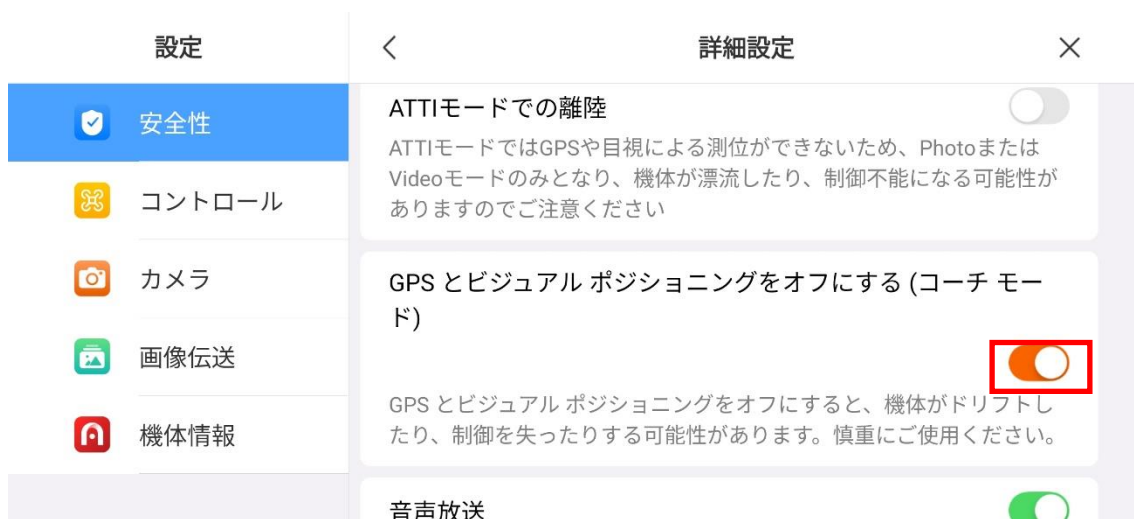 設定
詳細設定
安全性
コントロール
カメラ
画像伝送
機体情報
ATTIモードでの離陸
ATTIモードではGPSや目視による測位ができないため、Photoまたは
Videoモードのみとなり、機体が漂流したり、制御不能になる可能性が
ありますのでご注意ください
GPS とビジュアル ポジショニングをオフにする (コーチ モー
ド)
GPS とビジュアル ポジショニングをオフにすると、機体がドリフトし
たり、制御を失ったりする可能性があります。慎重にご使用ください。
音声放送